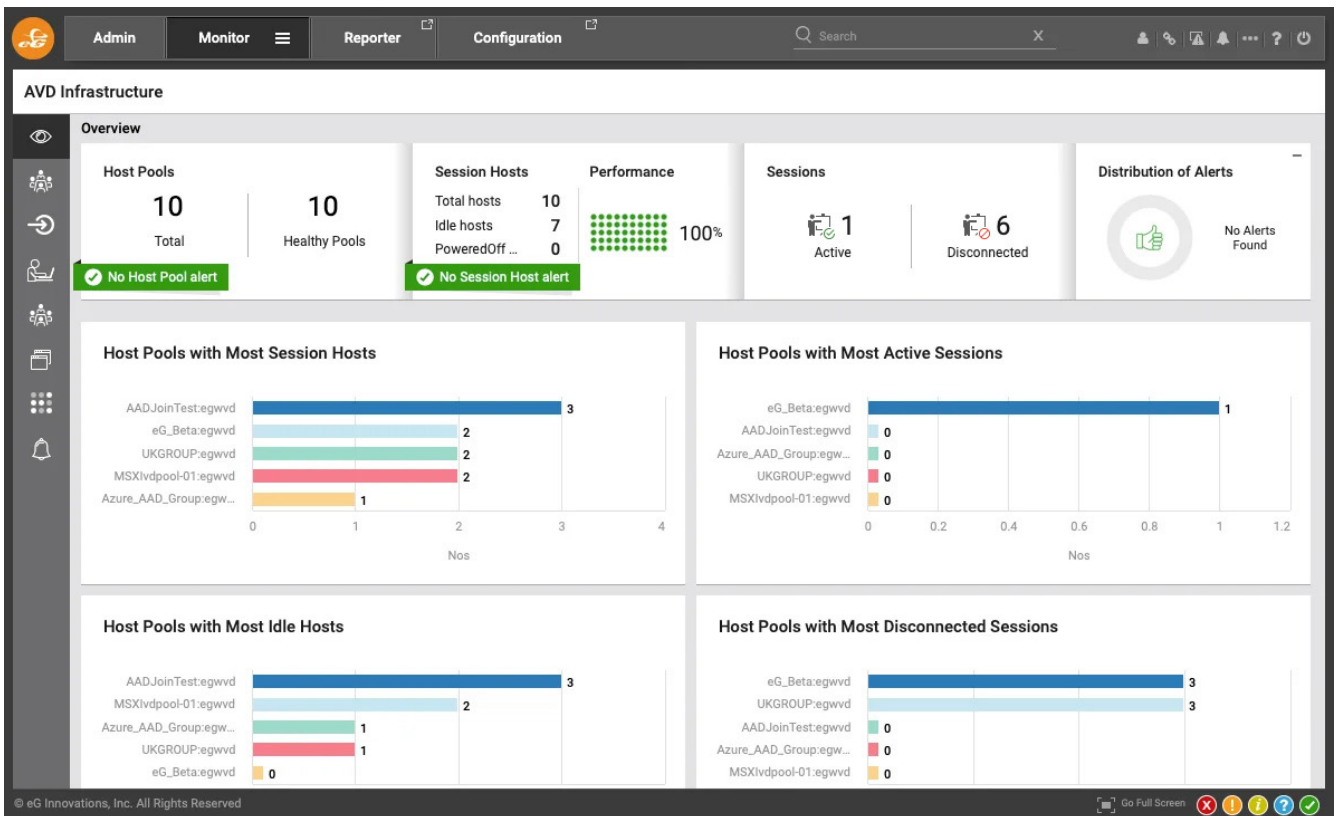 eG
Admin
Monitor
Reporter
Configuration
Search
X
AVD Infrastructure
Overview
Host Pools
10
Total
10
Healthy Pools
No Host Pool alert
Session Hosts
Total hosts 10
Idle hosts 7
PoweredOff ... 0
No Session Host alert
Performance
100%
Sessions
1
Active
6
Disconnected
Distribution of Alerts
No Alerts
Found
Host Pools with Most Session Hosts
AADJoinTest:egwvd 3
eG_Beta:egwvd 2
UKGROUP:egwvd 2
MSXIvdpool-01:egwvd 2
Azure_AAD_Group:egw... 1
0 1 2 3 4
Nos
Host Pools with Most Active Sessions
eG_Beta:egwvd 1
AADJoinTest:egwvd 0
Azure_AAD_Group:egw... 0
UKGROUP:egwvd 0
MSXIvdpool-01:egwvd 0
0 0.2 0.4 0.6 0.8 1 1.2
Nos
Host Pools with Most Idle Hosts
AADJoinTest:egwvd 3
MSXIvdpool-01:egwvd 2
Azure_AAD_Group:egw... 1
UKGROUP:egwvd 1
eG_Beta:egwvd 0
Host Pools with Most Disconnected Sessions
eG_Beta:egwvd 3
UKGROUP:egwvd 3
AADJoinTest:egwvd 0
Azure_AAD_Group:egw... 0
MSXIvdpool-01:egwvd 0
© eG Innovations, Inc. All Rights Reserved
Go Full Screen